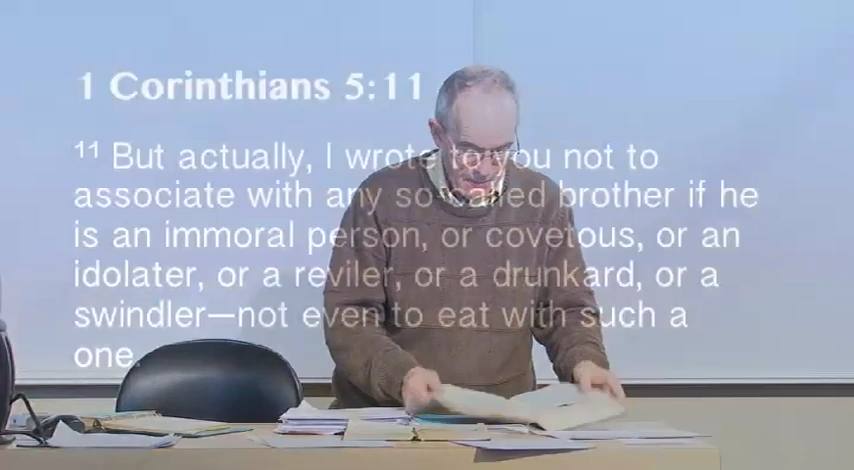 1 Corinthians 5:11
¹¹ But actually, I wrote to you not to
associate with any so-called brother if he
is an immoral person, or covetous, or an
idolater, or a reviler, or a drunkard, or a
swindler—not even to eat with such a
one.